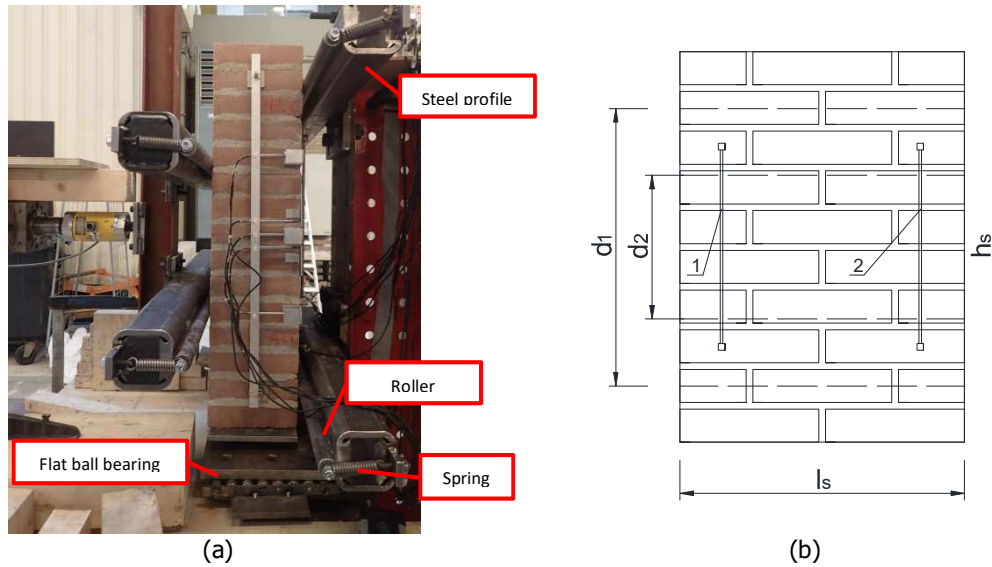 Steel profile
Roller
Flat ball bearing
Spring
d1
d2
1
2
hs
ls
(a)
(b)